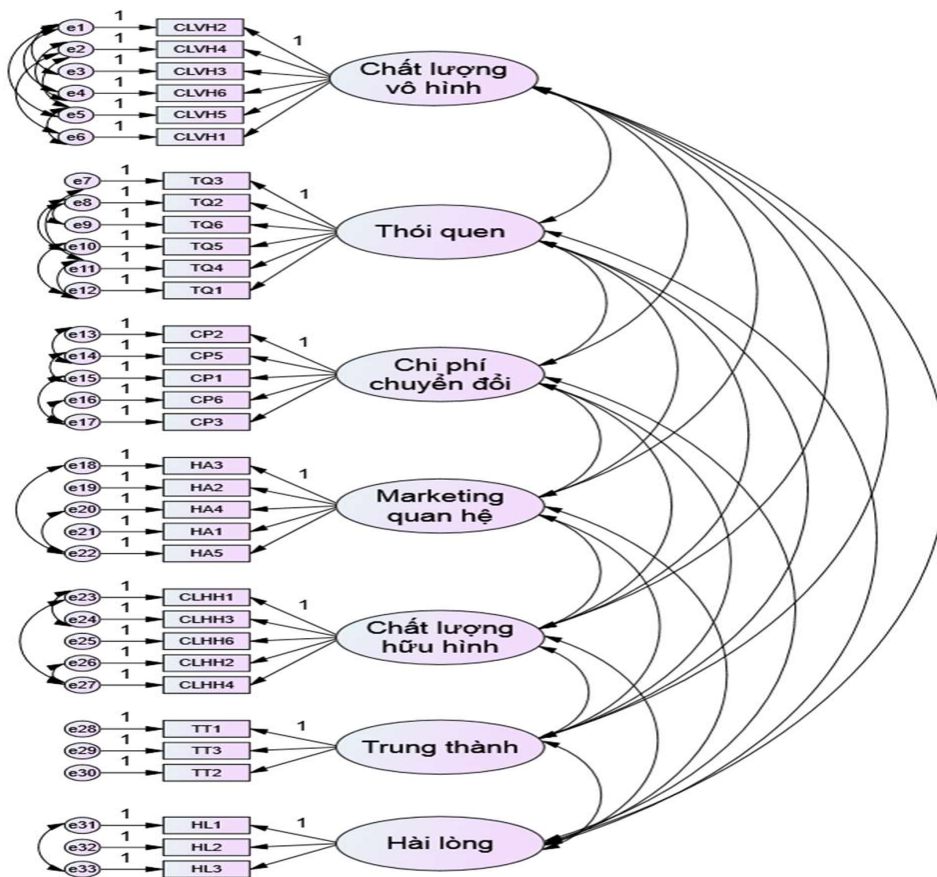 e1 1 CLVH2
e2 1 CLVH4
e3 1 CLVH3
e4 1 CLVH6
e5 1 CLVH5
e6 1 CLVH1
1
Chất lượng
vô hình
e7 1 TQ3
e8 1 TQ2
e9 1 TQ6
e10 1 TQ5
e11 1 TQ4
e12 1 TQ1
1
Thói quen
e13 1 CP2
e14 1 CP5
e15 1 CP1
e16 1 CP6
e17 1 CP3
1
Chi phí
chuyển đổi
e18 1 HA3
e19 1 HA2
e20 1 HA4
e21 1 HA1
e22 1 HA5
1
Marketing
quan hệ
e23 1 CLHH1
e24 1 CLHH3
e25 1 CLHH6
e26 1 CLHH2
e27 1 CLHH4
1
Chất lượng
hữu hình
e28 1 TT1
e29 1 TT3
e30 1 TT2
1
Trung thành
e31 1 HL1
e32 1 HL2
e33 1 HL3
1
Hài lòng